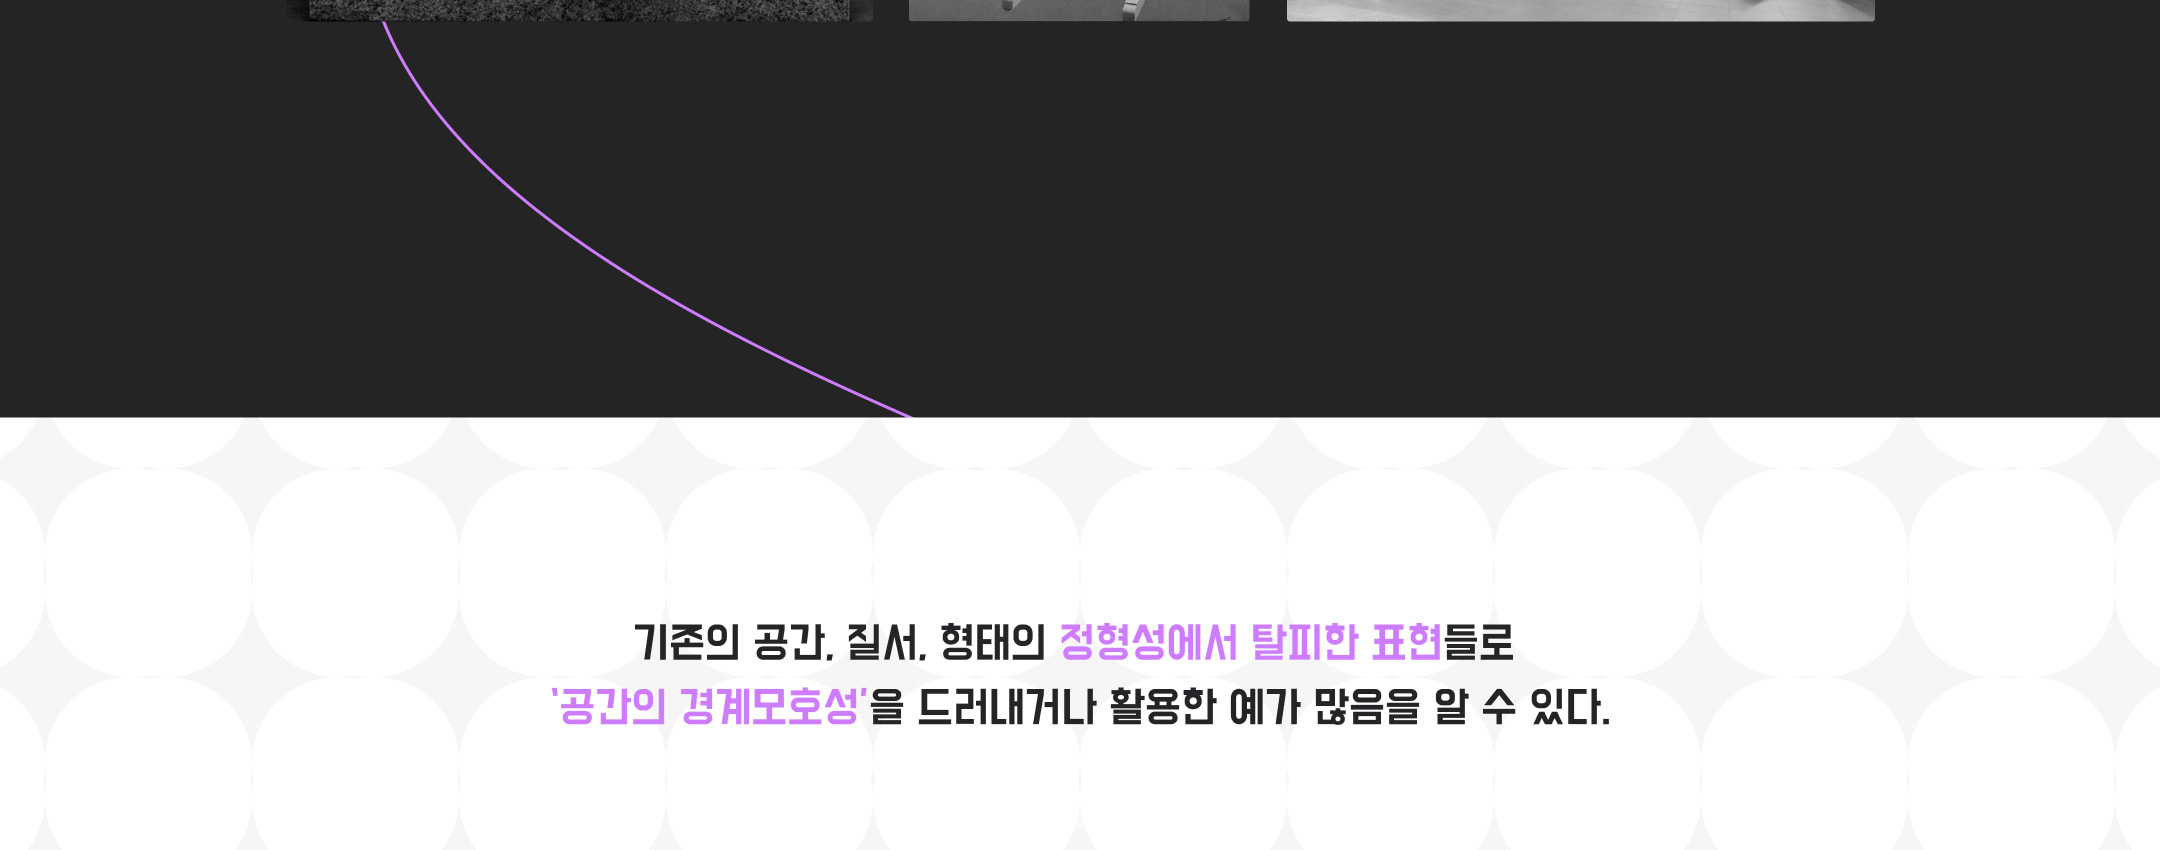 기존의 공간, 질서, 형태의 정형성에서 탈피한 표현들로
‘공간의 경계모호성’을 드러내거나 활용한 예가 많음을 알 수 있다.